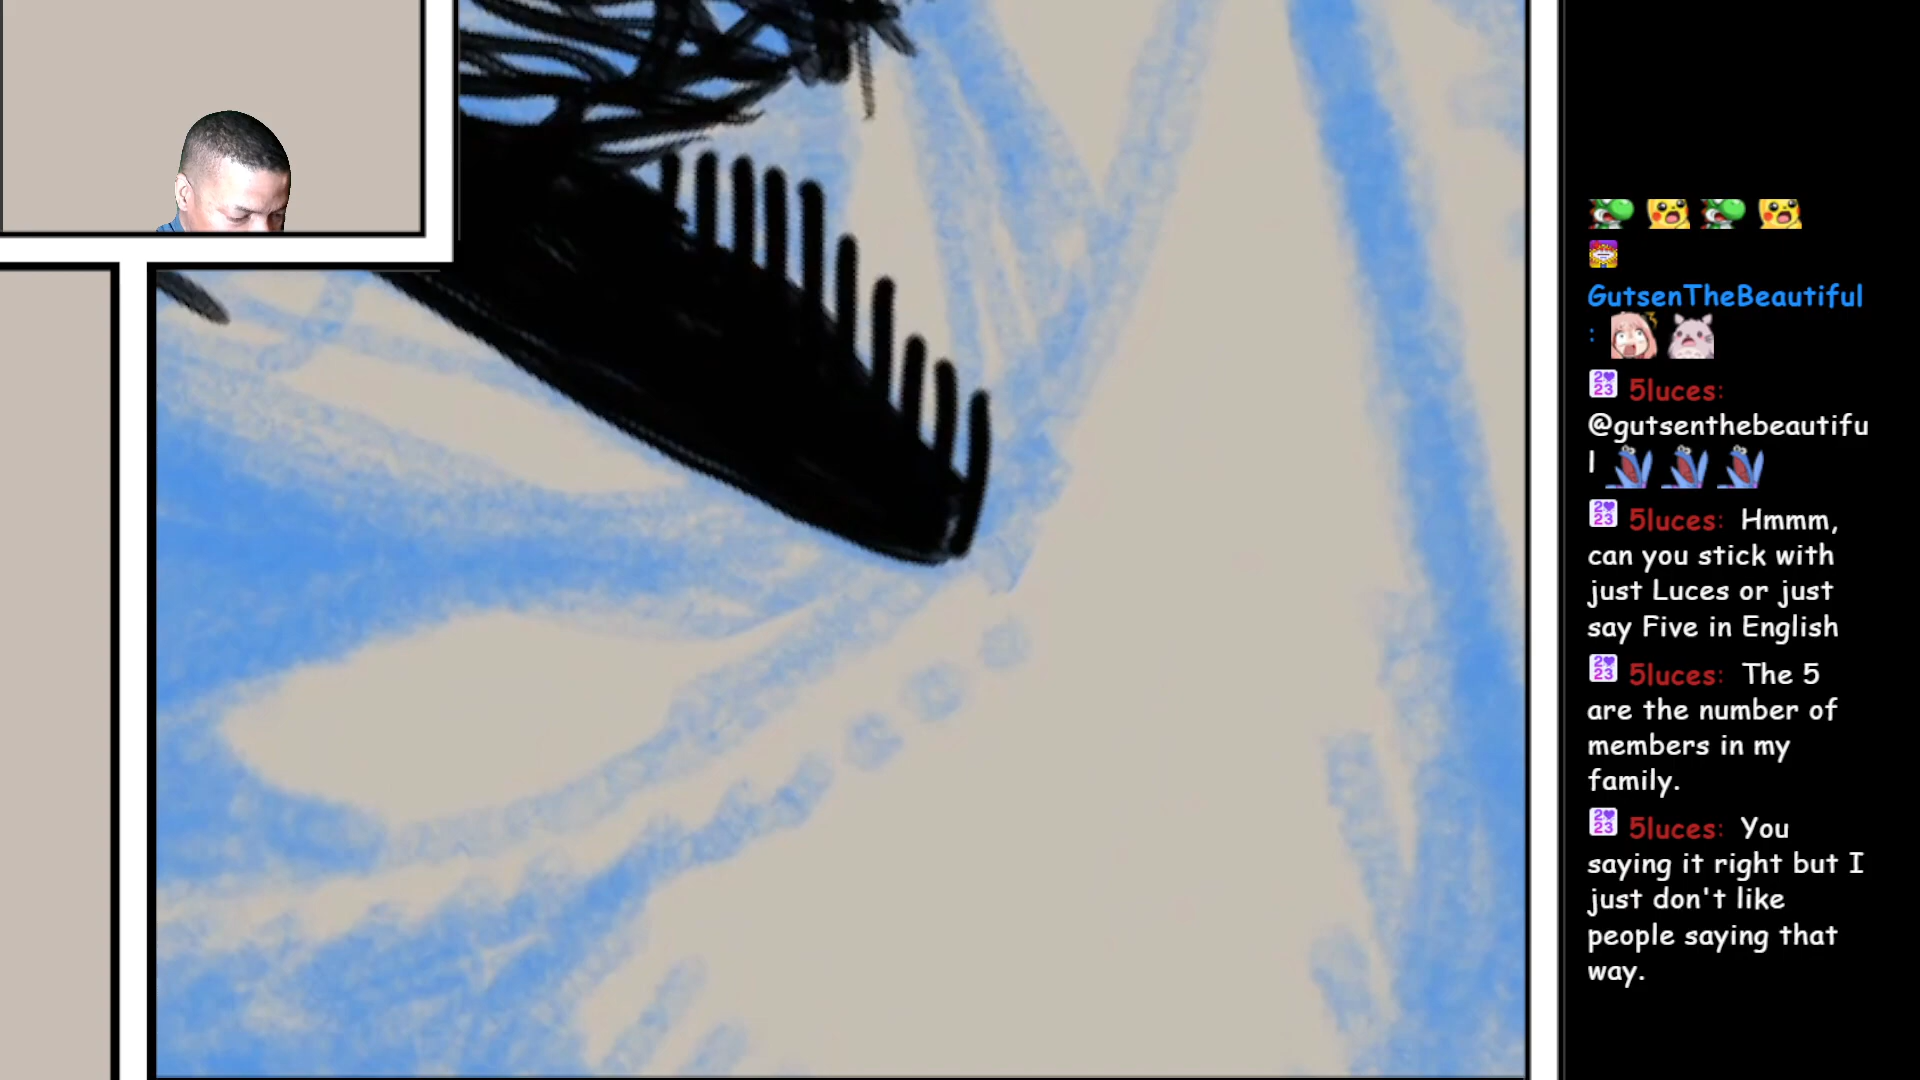 GutsenTheBeautiful
:
5luces:
@gutsenthebeautifu
l
5luces: Hmmm,
can you stick with
just Luces or just
say Five in English
5luces: The 5
are the number of
members in my
family.
5luces: You
saying it right but I
just don't like
people saying that
way.